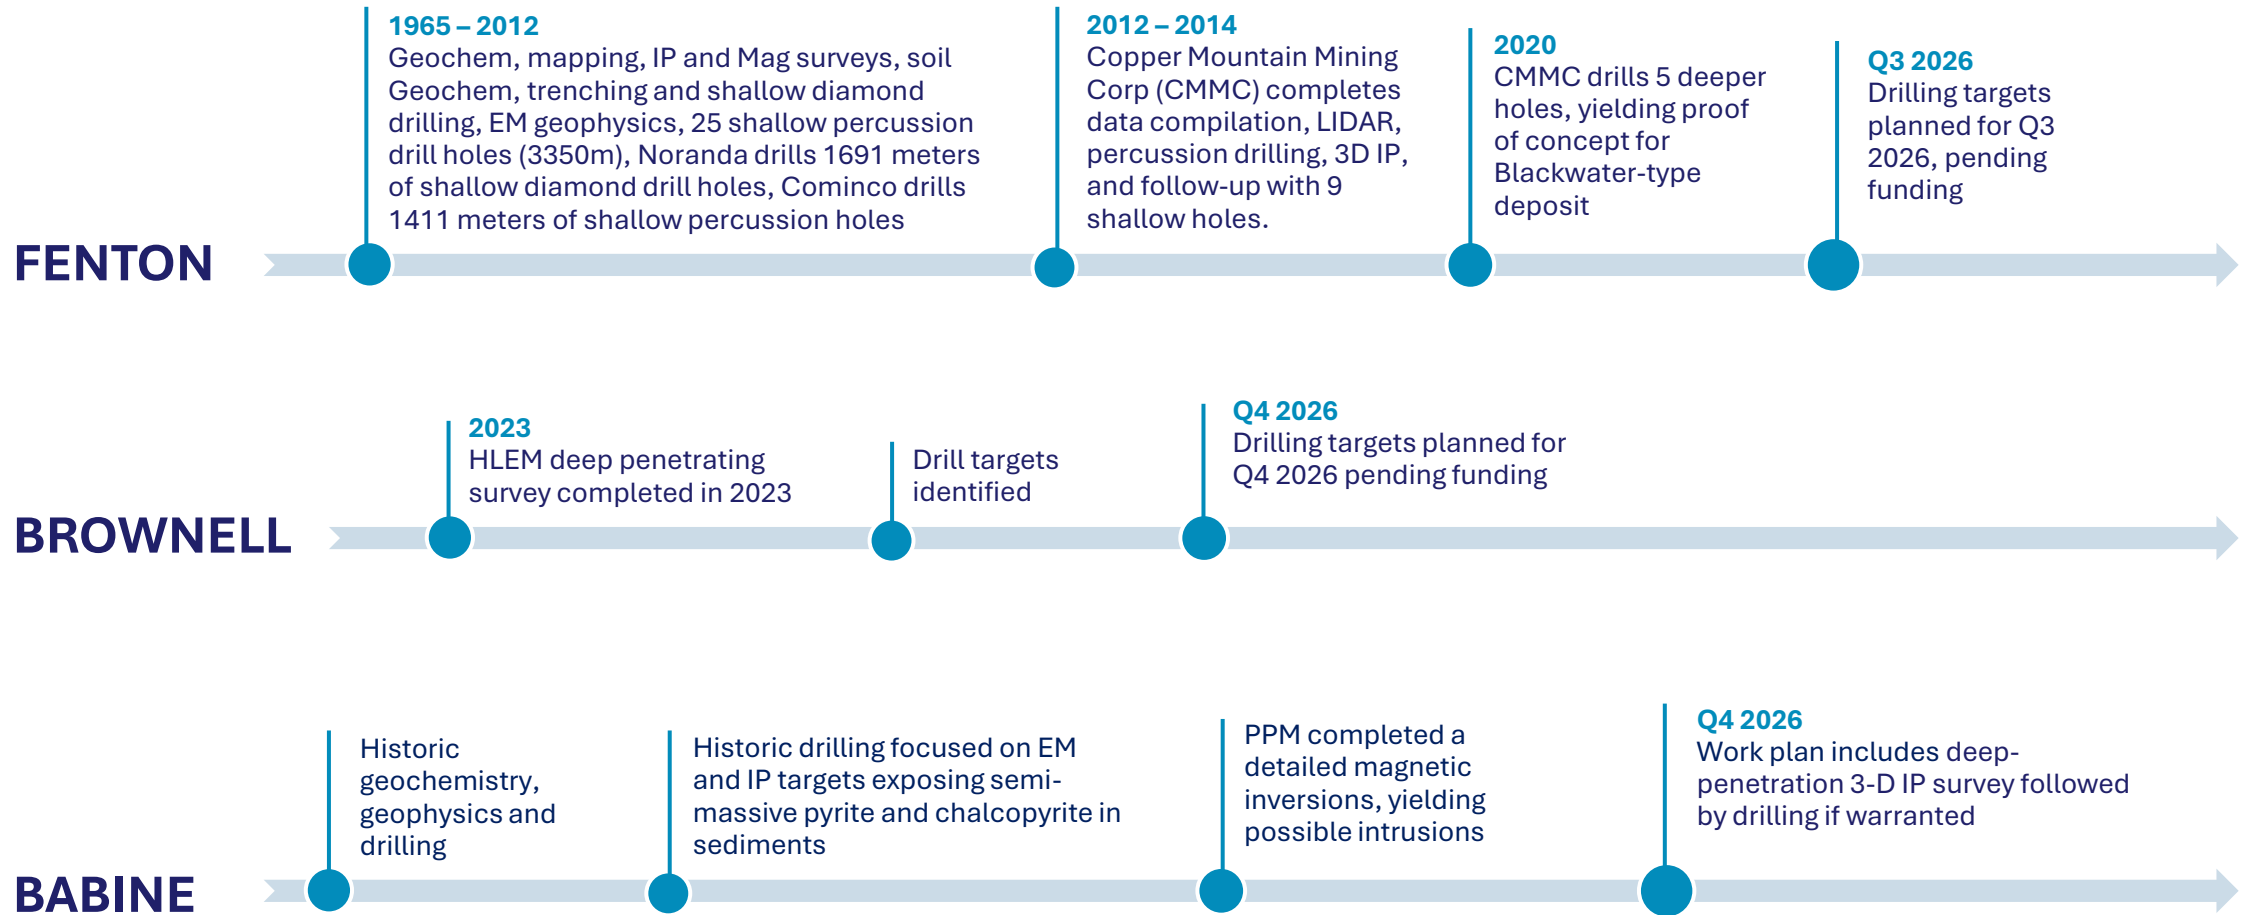 1965 – 2012
Geochem, mapping, IP and Mag surveys, soil
Geochem, trenching and shallow diamond
drilling, EM geophysics, 25 shallow percussion
drill holes (3350m), Noranda drills 1691 meters
of shallow diamond drill holes, Cominco drills
1411 meters of shallow percussion holes
2012 – 2014
Copper Mountain Mining
Corp (CMMC) completes
data compilation, LIDAR,
percussion drilling, 3D IP,
and follow-up with 9
shallow holes.
2020
CMMC drills 5 deeper
holes, yielding proof
of concept for
Blackwater-type
deposit
Q3 2026
Drilling targets
planned for Q3
2026, pending
funding
FENTON
2023
HLEM deep penetrating
survey completed in 2023
Drill targets
identified
Q4 2026
Drilling targets planned for
Q4 2026 pending funding
BROWNELL
Historic
geochemistry,
geophysics and
drilling
Historic drilling focused on EM
and IP targets exposing semi-
massive pyrite and chalcopyrite in
sediments
PPM completed a
detailed magnetic
inversions, yielding
possible intrusions
Q4 2026
Work plan includes deep-
penetration 3-D IP survey followed
by drilling if warranted
BABINE